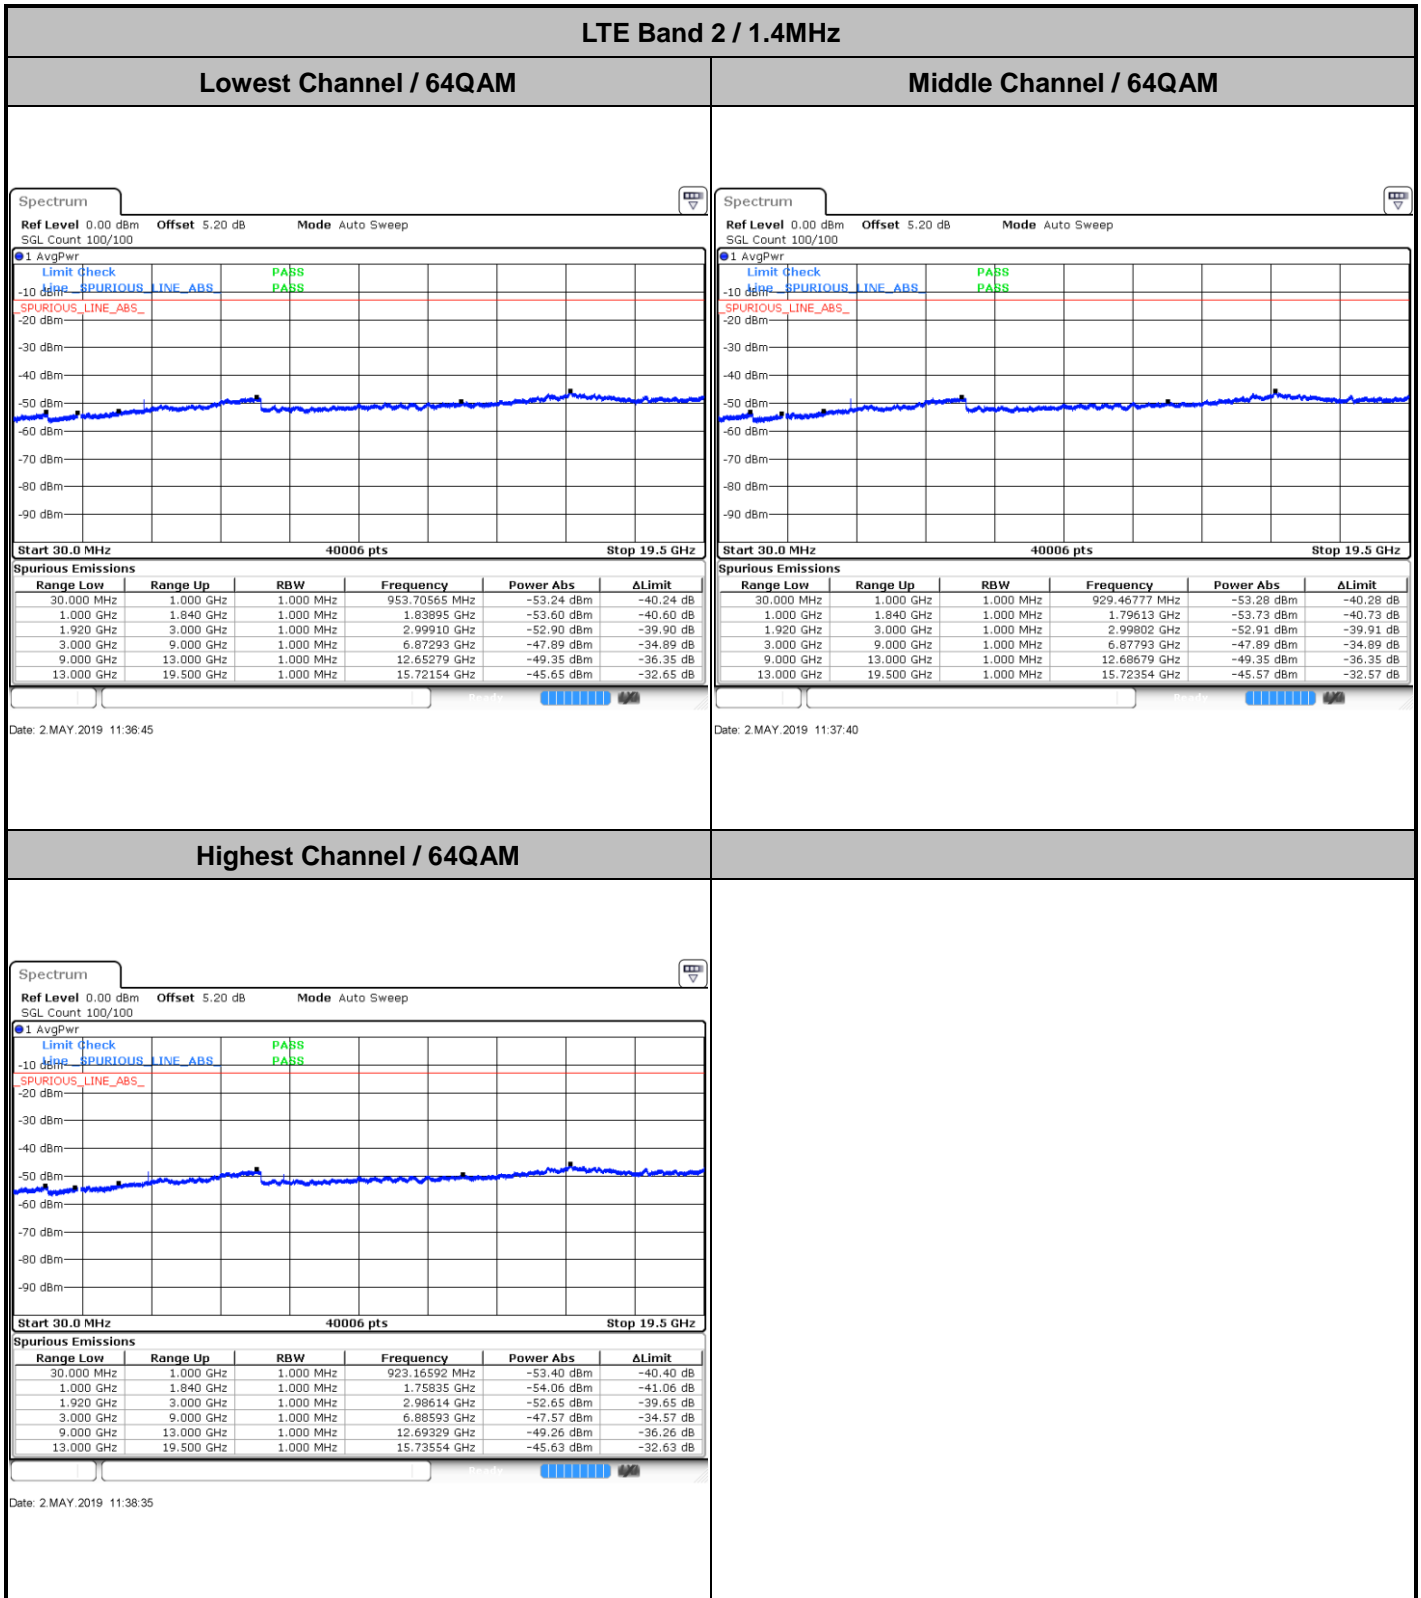 LTE Band 2 / 1.4MHz
Lowest Channel / 64QAM
Middle Channel / 64QAM
Spectrum
Ref Level 0.00 dBm Offset 5.20 dB Mode Auto Sweep
SGL Count 100/100
1 AvgPwr
Limit Check PASS
Line _SPURIOUS_LINE_ABS_ PASS
-10 dBm
_SPURIOUS_LINE_ABS_
-20 dBm
-30 dBm
-40 dBm
-50 dBm
-60 dBm
-70 dBm
-80 dBm
-90 dBm
Start 30.0 MHz 40006 pts Stop 19.5 GHz
Spurious Emissions
Range Low Range Up RBW Frequency Power Abs ΔLimit
30.000 MHz 1.000 GHz 1.000 MHz 953.70565 MHz -53.24 dBm -40.24 dB
1.000 GHz 1.840 GHz 1.000 MHz 1.83895 GHz -53.60 dBm -40.60 dB
1.920 GHz 3.000 GHz 1.000 MHz 2.99910 GHz -52.90 dBm -39.90 dB
3.000 GHz 9.000 GHz 1.000 MHz 6.87293 GHz -47.89 dBm -34.89 dB
9.000 GHz 13.000 GHz 1.000 MHz 12.65279 GHz -49.35 dBm -36.35 dB
13.000 GHz 19.500 GHz 1.000 MHz 15.72154 GHz -45.65 dBm -32.65 dB
Ready
Date: 2.MAY.2019 11:36:45
Spectrum
Ref Level 0.00 dBm Offset 5.20 dB Mode Auto Sweep
SGL Count 100/100
1 AvgPwr
Limit Check PASS
Line _SPURIOUS_LINE_ABS_ PASS
-10 dBm
_SPURIOUS_LINE_ABS_
-20 dBm
-30 dBm
-40 dBm
-50 dBm
-60 dBm
-70 dBm
-80 dBm
-90 dBm
Start 30.0 MHz 40006 pts Stop 19.5 GHz
Spurious Emissions
Range Low Range Up RBW Frequency Power Abs ΔLimit
30.000 MHz 1.000 GHz 1.000 MHz 929.46777 MHz -53.28 dBm -40.28 dB
1.000 GHz 1.840 GHz 1.000 MHz 1.79613 GHz -53.73 dBm -40.73 dB
1.920 GHz 3.000 GHz 1.000 MHz 2.99802 GHz -52.91 dBm -39.91 dB
3.000 GHz 9.000 GHz 1.000 MHz 6.87793 GHz -47.89 dBm -34.89 dB
9.000 GHz 13.000 GHz 1.000 MHz 12.68679 GHz -49.35 dBm -36.35 dB
13.000 GHz 19.500 GHz 1.000 MHz 15.72354 GHz -45.57 dBm -32.57 dB
Ready
Date: 2.MAY.2019 11:37:40
Highest Channel / 64QAM
Spectrum
Ref Level 0.00 dBm Offset 5.20 dB Mode Auto Sweep
SGL Count 100/100
1 AvgPwr
Limit Check PASS
Line _SPURIOUS_LINE_ABS_ PASS
-10 dBm
_SPURIOUS_LINE_ABS_
-20 dBm
-30 dBm
-40 dBm
-50 dBm
-60 dBm
-70 dBm
-80 dBm
-90 dBm
Start 30.0 MHz 40006 pts Stop 19.5 GHz
Spurious Emissions
Range Low Range Up RBW Frequency Power Abs ΔLimit
30.000 MHz 1.000 GHz 1.000 MHz 923.16592 MHz -53.40 dBm -40.40 dB
1.000 GHz 1.840 GHz 1.000 MHz 1.75835 GHz -54.06 dBm -41.06 dB
1.920 GHz 3.000 GHz 1.000 MHz 2.98614 GHz -52.65 dBm -39.65 dB
3.000 GHz 9.000 GHz 1.000 MHz 6.88593 GHz -47.57 dBm -34.57 dB
9.000 GHz 13.000 GHz 1.000 MHz 12.69329 GHz -49.26 dBm -36.26 dB
13.000 GHz 19.500 GHz 1.000 MHz 15.73554 GHz -45.63 dBm -32.63 dB
Ready
Date: 2.MAY.2019 11:38:35